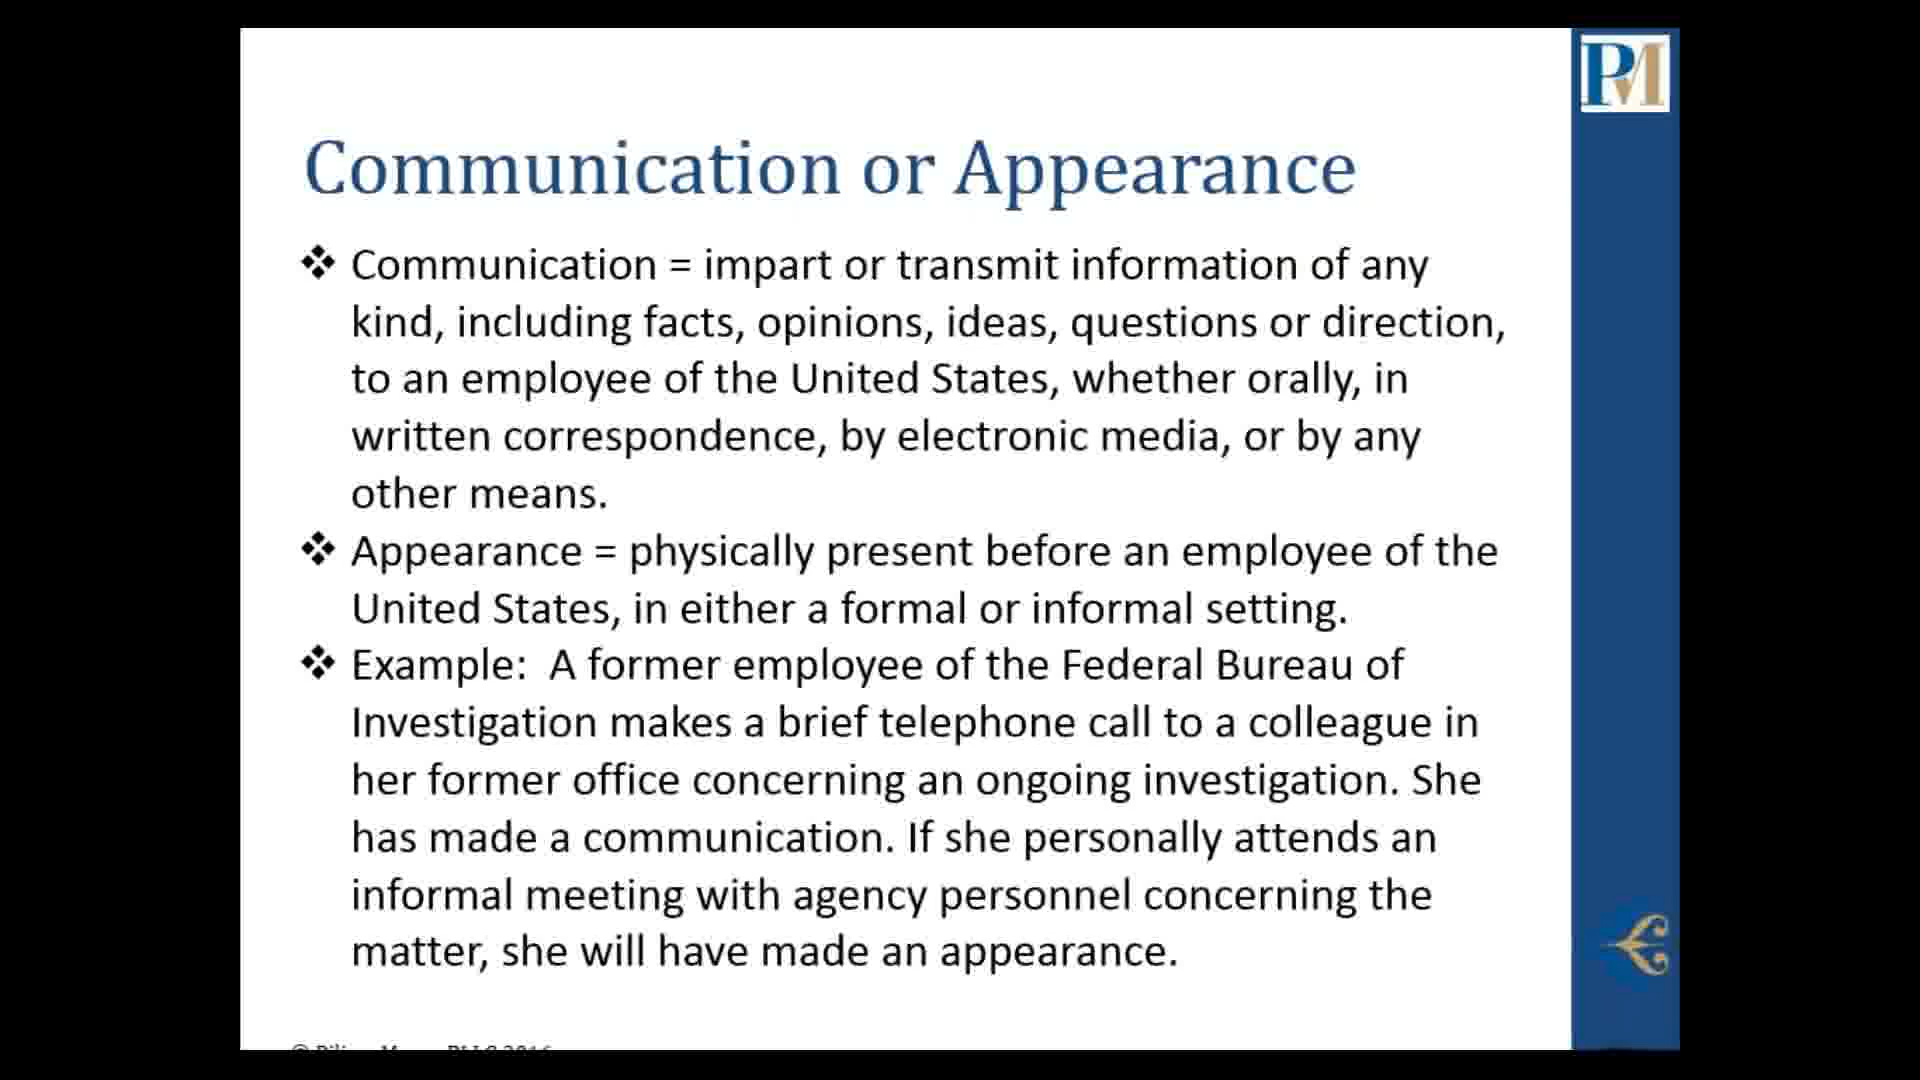 PM
Communication or Appearance
❖ Communication = impart or transmit information of any
kind, including facts, opinions, ideas, questions or direction,
to an employee of the United States, whether orally, in
written correspondence, by electronic media, or by any
other means.
❖ Appearance = physically present before an employee of the
United States, in either a formal or informal setting.
❖ Example:  A former employee of the Federal Bureau of
Investigation makes a brief telephone call to a colleague in
her former office concerning an ongoing investigation. She
has made a communication. If she personally attends an
informal meeting with agency personnel concerning the
matter, she will have made an appearance.